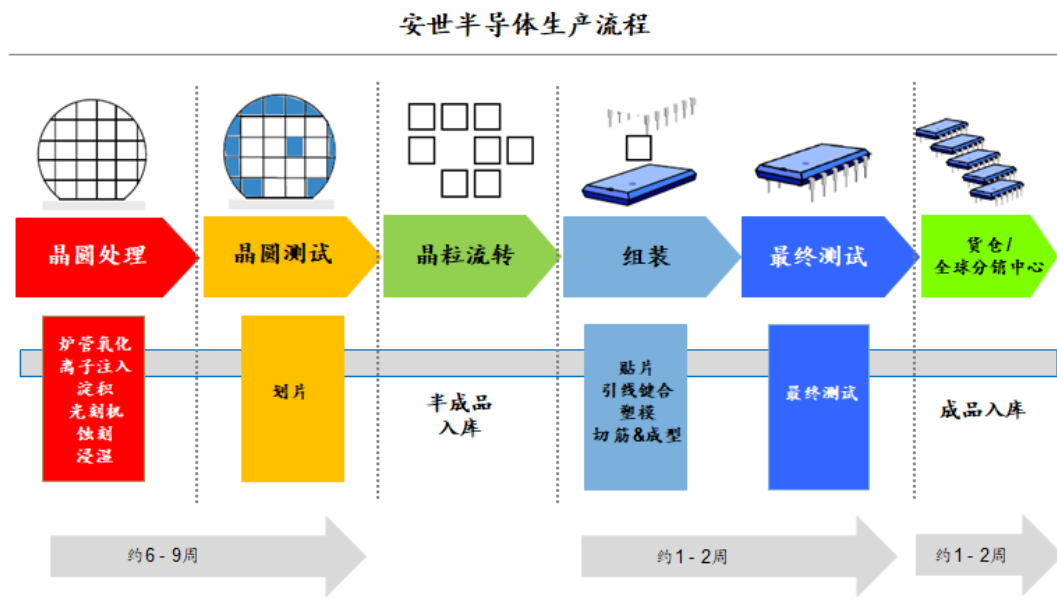 安世半导体生产流程
晶圆处理
晶圆测试
晶粒流转
组装
最终测试
货仓/
全球分销中心
炉管氧化
离子注入
淀积
光刻机
蚀刻
浸湿
划片
半成品
入库
贴片
引线键合
塑模
切筋&成型
最终测试
成品入库
约6-9周
约1-2周
约1-2周